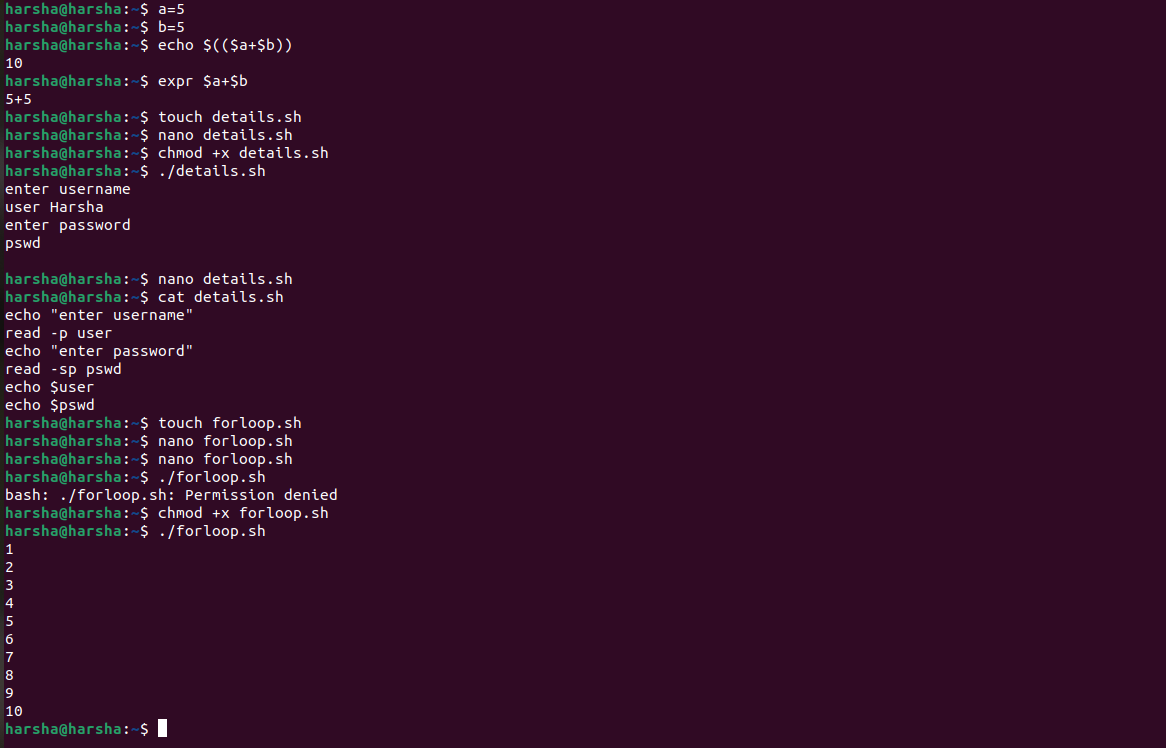 harsha@harsha:~$ a=5
harsha@harsha:~$ b=5
harsha@harsha:~$ echo $(($a+$b))
10
harsha@harsha:~$ expr $a+$b
5+5
harsha@harsha:~$ touch details.sh
harsha@harsha:~$ nano details.sh
harsha@harsha:~$ chmod +x details.sh
harsha@harsha:~$ ./details.sh
enter username
user Harsha
enter password
pswd
harsha@harsha:~$ nano details.sh
harsha@harsha:~$ cat details.sh
echo "enter username"
read -p user
echo "enter password"
read -sp pswd
echo $user
echo $pswd
harsha@harsha:~$ touch forloop.sh
harsha@harsha:~$ nano forloop.sh
harsha@harsha:~$ nano forloop.sh
harsha@harsha:~$ ./forloop.sh
bash: ./forloop.sh: Permission denied
harsha@harsha:~$ chmod +x forloop.sh
harsha@harsha:~$ ./forloop.sh
1
2
3
4
5
6
7
8
9
10
harsha@harsha:~$